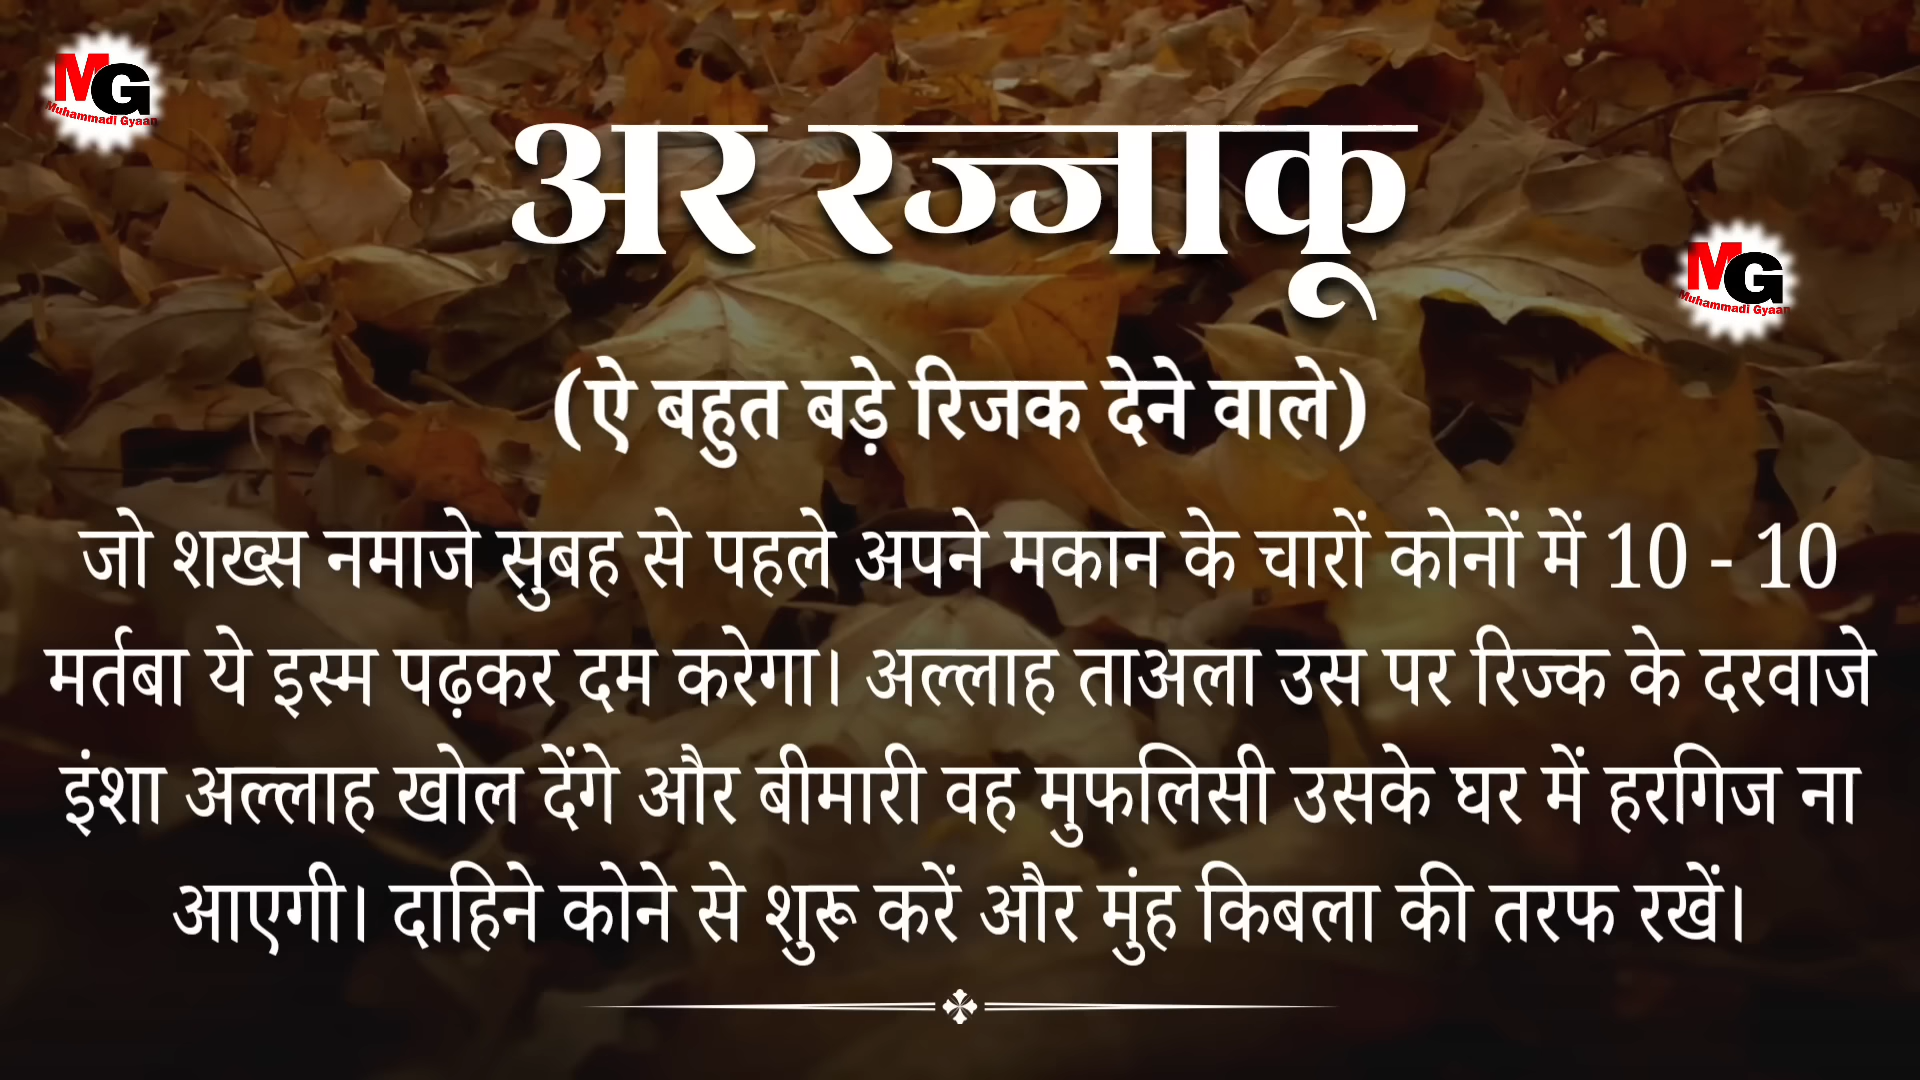 MG
Muhammadi Gyaan
अर रज्जाकू
MG
Muhammadi Gyaan
(ऐ बहुत बड़े रिजक देने वाले)
जो शख्स नमाजे सुबह से पहले अपने मकान के चारों कोनों में 10 - 10
मर्तबा ये इस्म पढ़कर दम करेगा। अल्लाह ताअला उस पर रिज्क के दरवाजे
इंशा अल्लाह खोल देंगे और बीमारी वह मुफलिसी उसके घर में हरगिज ना
आएगी। दाहिने कोने से शुरू करें और मुंह किबला की तरफ रखें।